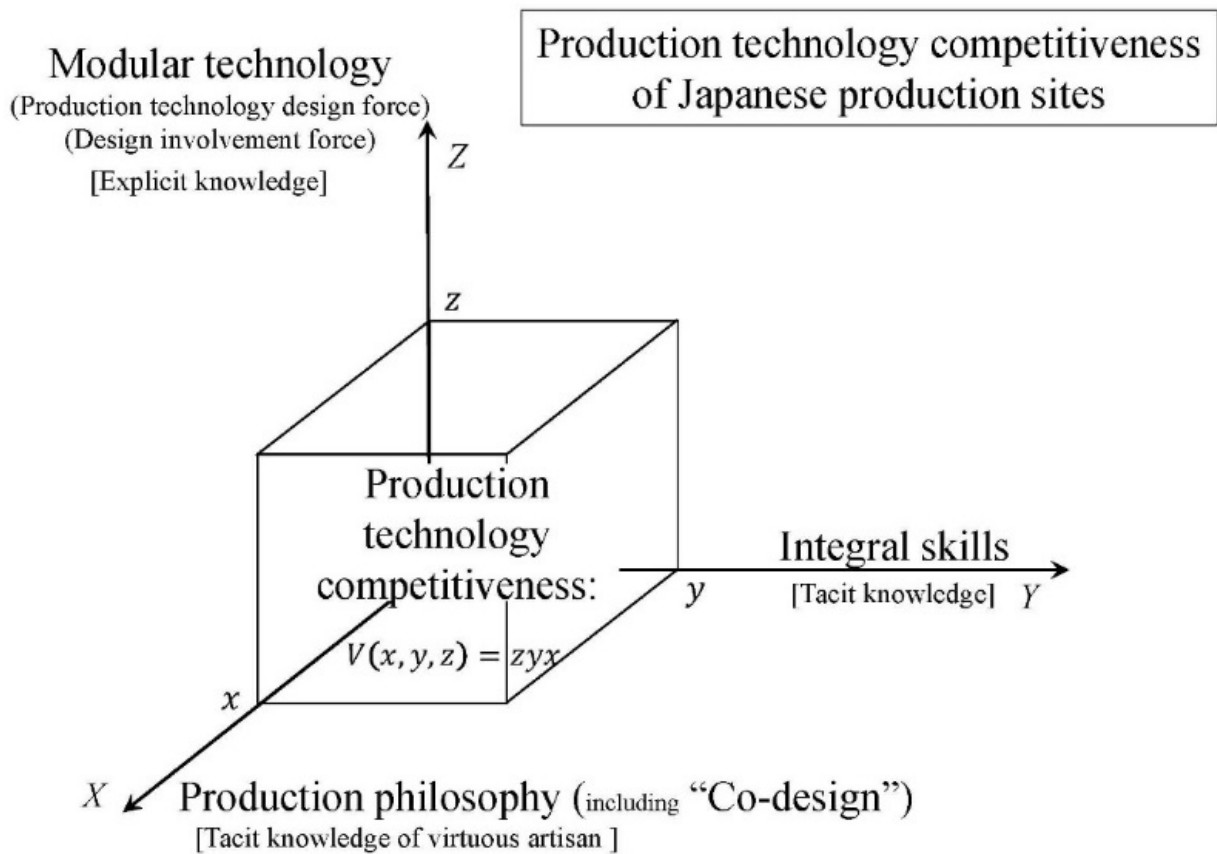 Production technology competitiveness
of Japanese production sites
Modular technology
(Production technology design force)
(Design involvement force)
[Explicit knowledge]
Z
z
Production
technology
competitiveness:
V(x, y, z) = zyx
Integral skills
[Tacit knowledge]
Y
y
x
X
Production philosophy (including “Co-design”)
[Tacit knowledge of virtuous artisan ]